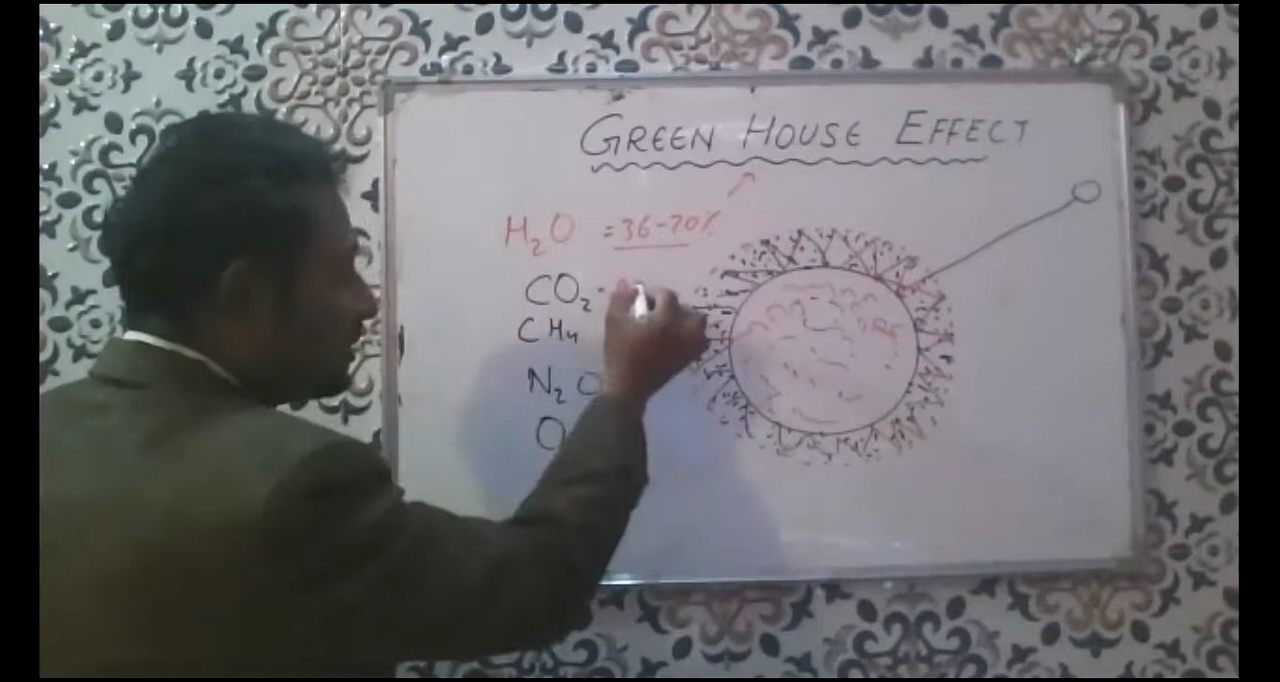 GREEN HOUSE EFFECT
H₂O = 36-70%
CO₂
CH4
N₂O
O